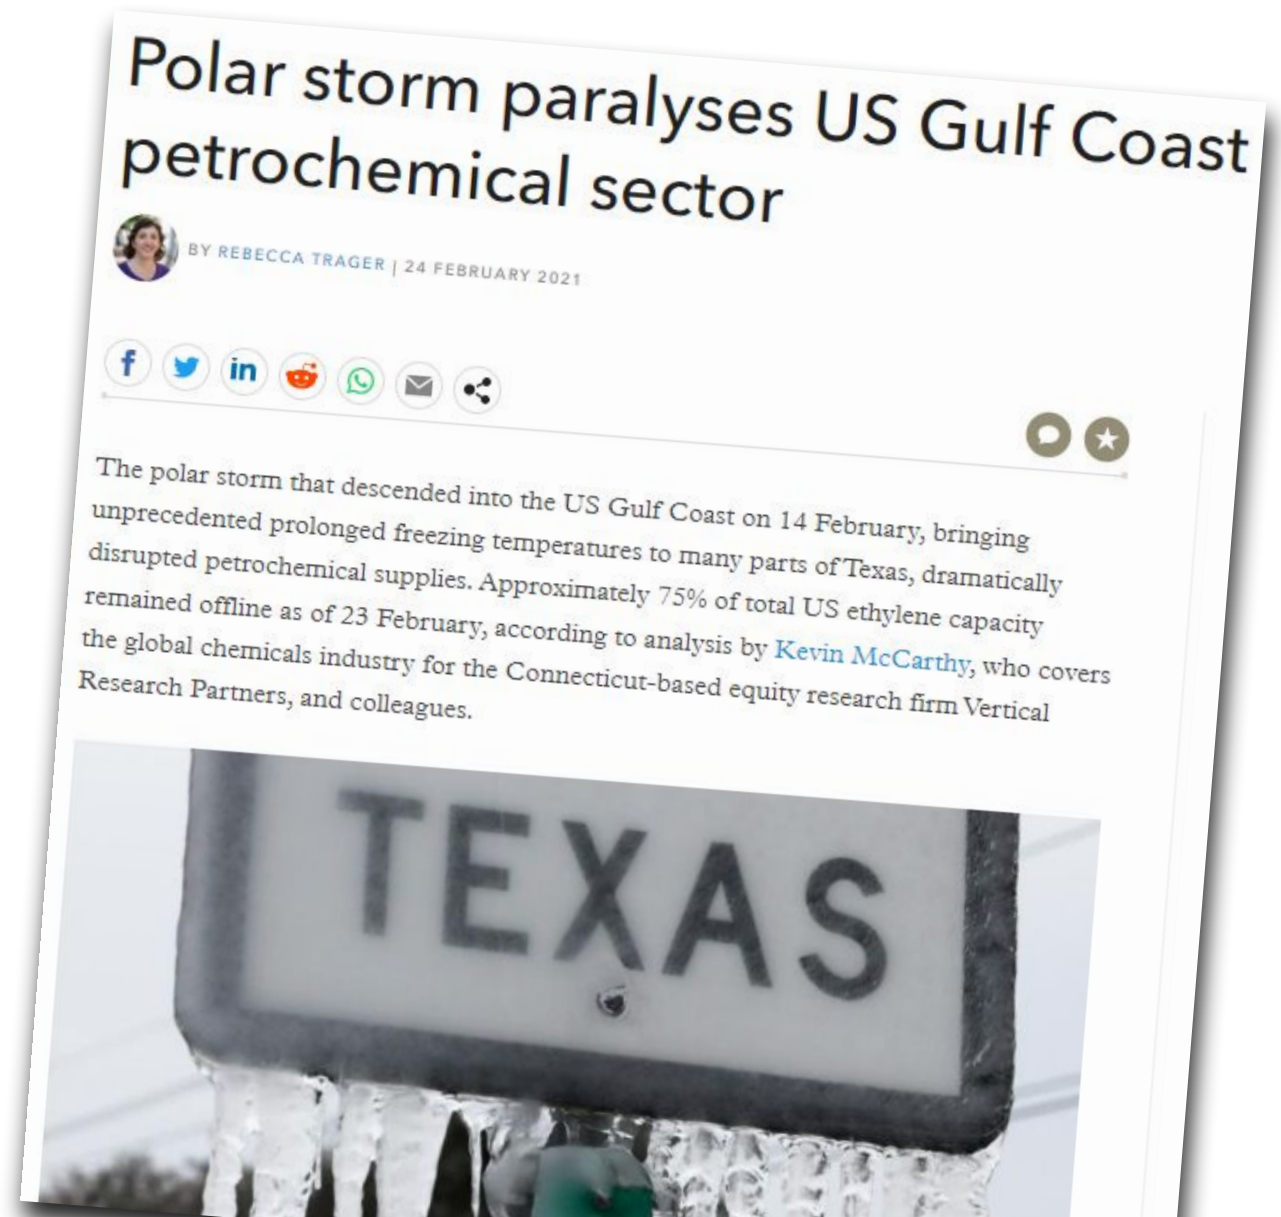 Polar storm paralyses US Gulf Coast
petrochemical sector
BY REBECCA TRAGER | 24 FEBRUARY 2021
The polar storm that descended into the US Gulf Coast on 14 February, bringing
unprecedented prolonged freezing temperatures to many parts of Texas, dramatically
disrupted petrochemical supplies. Approximately 75% of total US ethylene capacity
remained offline as of 23 February, according to analysis by Kevin McCarthy, who covers
the global chemicals industry for the Connecticut-based equity research firm Vertical
Research Partners, and colleagues.
TEXAS